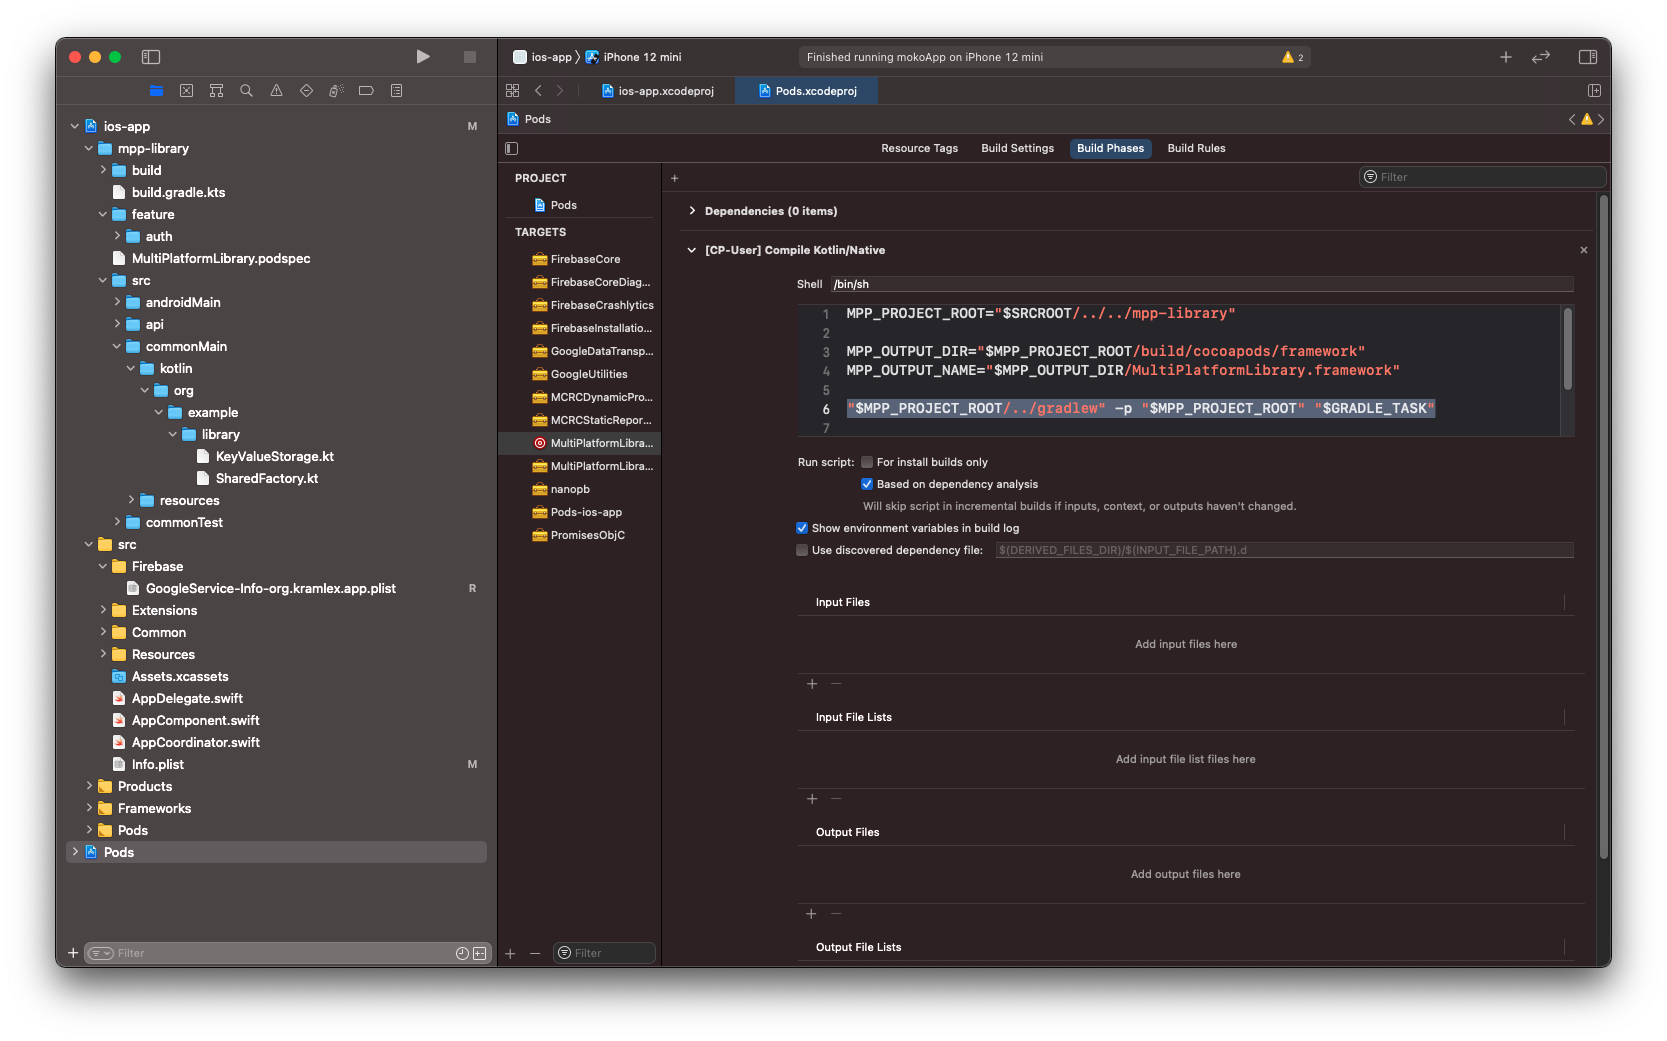 ios-app
iPhone 12 mini
Finished running mokoApp on iPhone 12 mini
2
ios-app.xcodeproj
Pods.xcodeproj
Pods
Resource Tags
Build Settings
Build Phases
Build Rules
ios-app
M
mpp-library
build
build.gradle.kts
feature
auth
MultiPlatformLibrary.podspec
src
androidMain
api
commonMain
kotlin
org
example
library
KeyValueStorage.kt
SharedFactory.kt
resources
commonTest
src
Firebase
GoogleService-Info-org.kramlex.app.plist
R
Extensions
Common
Resources
Assets.xcassets
AppDelegate.swift
AppComponent.swift
AppCoordinator.swift
Info.plist
M
Products
Frameworks
Pods
Pods
Filter
PROJECT
Pods
TARGETS
FirebaseCore
FirebaseCoreDiag...
FirebaseCrashlytics
FirebaseInstallatio...
GoogleDataTransp...
GoogleUtilities
MCRCDynamicPro...
MCRCStaticRepor...
MultiPlatformLibra...
MultiPlatformLibra...
nanopb
Pods-ios-app
PromisesObjC
Filter
Filter
Dependencies (0 items)
[CP-User] Compile Kotlin/Native
Shell /bin/sh
1 MPP_PROJECT_ROOT="$SRCROOT/../../mpp-library"
2
3 MPP_OUTPUT_DIR="$MPP_PROJECT_ROOT/build/cocoapods/framework"
4 MPP_OUTPUT_NAME="$MPP_OUTPUT_DIR/MultiPlatformLibrary.framework"
5
6 "$MPP_PROJECT_ROOT/../gradlew" -p "$MPP_PROJECT_ROOT" "$GRADLE_TASK"
7
Run script: For install builds only
Based on dependency analysis
Will skip script in incremental builds if inputs, context, or outputs haven't changed.
Show environment variables in build log
Use discovered dependency file: $(DERIVED_FILES_DIR)/$(INPUT_FILE_PATH).d
Input Files
Add input files here
Input File Lists
Add input file list files here
Output Files
Add output files here
Output File Lists